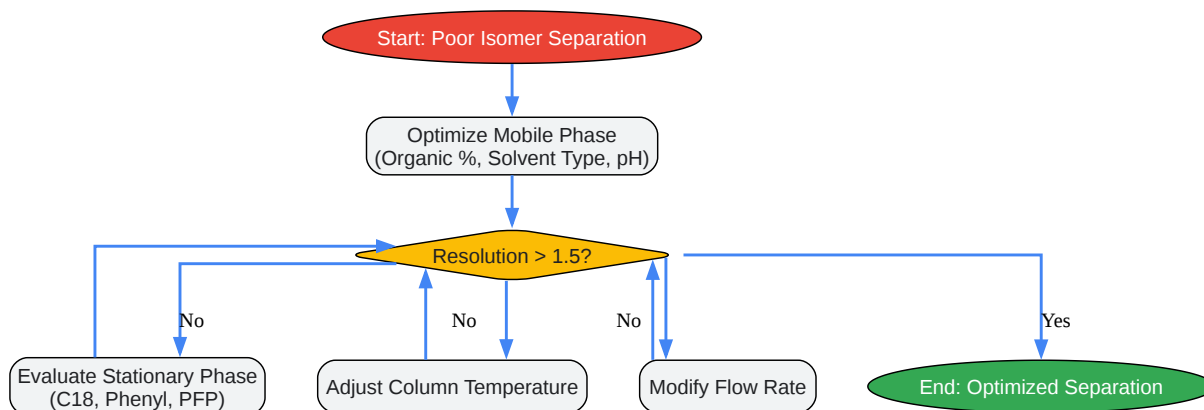 Start: Poor Isomer Separation
Optimize Mobile Phase
(Organic %, Solvent Type, pH)
Resolution > 1.5?
No
No
No
Yes
Evaluate Stationary Phase
(C18, Phenyl, PFP)
Adjust Column Temperature
Modify Flow Rate
End: Optimized Separation